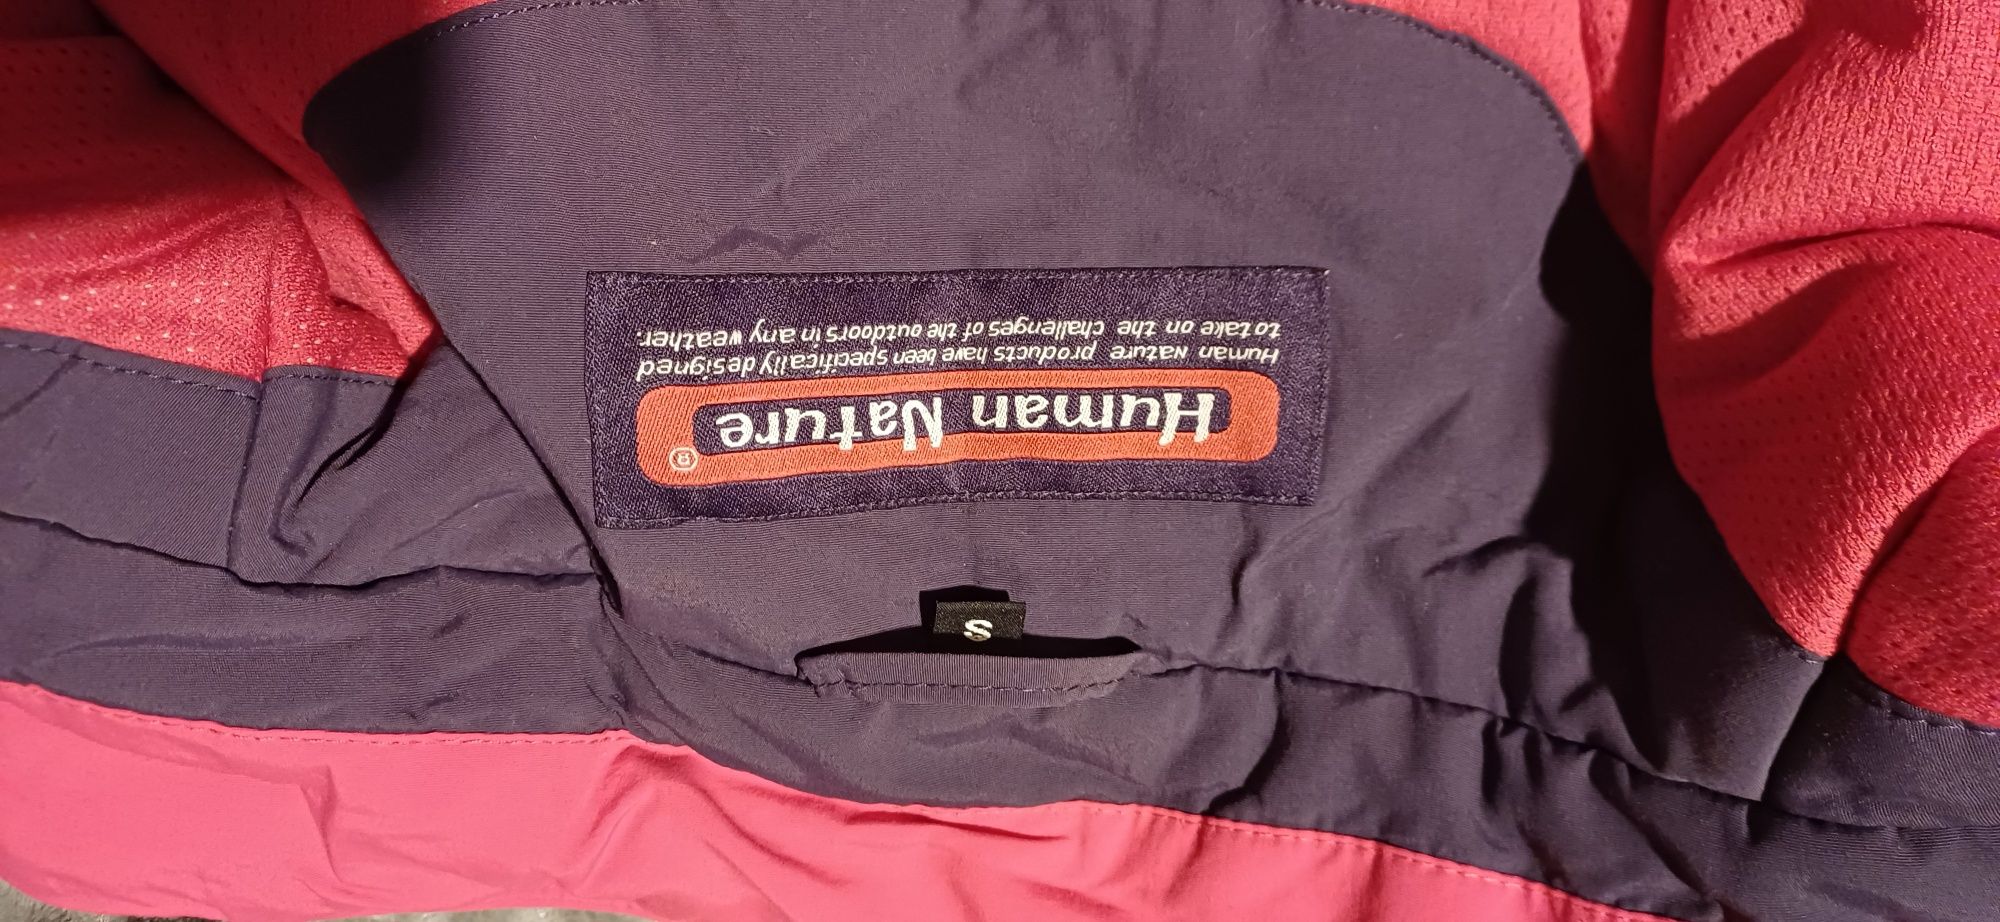 S
Human Nature ®
Human Nature products have been specifically designed
to take on the challenges of the outdoors in any weather.